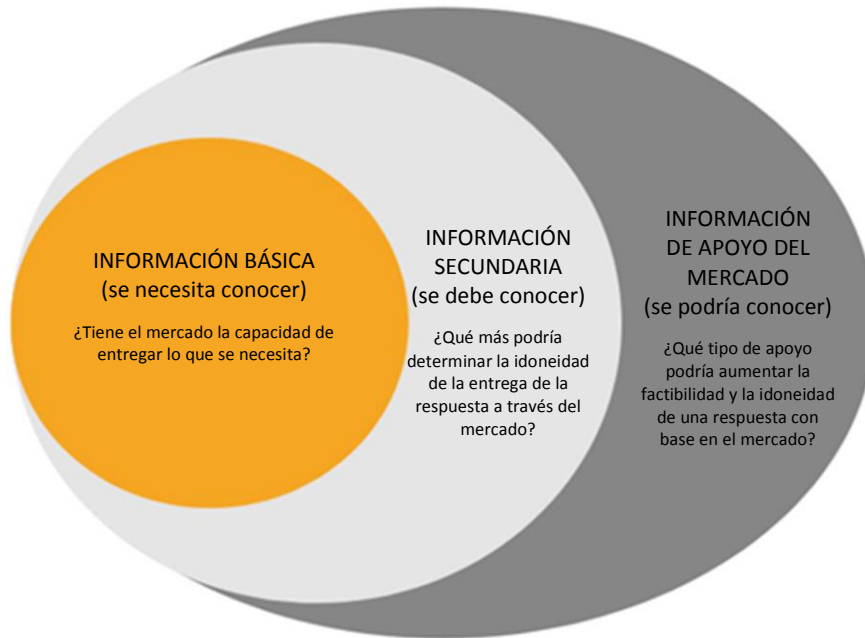 INFORMACIÓN BÁSICA
(se necesita conocer)
¿Tiene el mercado la capacidad de
entregar lo que se necesita?
INFORMACIÓN
SECUNDARIA
(se debe conocer)
¿Qué más podría
determinar la idoneidad
de la entrega de la
respuesta a través del
mercado?
INFORMACIÓN
DE APOYO DEL
MERCADO
(se podría conocer)
¿Qué tipo de apoyo
podría aumentar la
factibilidad y la idoneidad
de una respuesta con
base en el mercado?